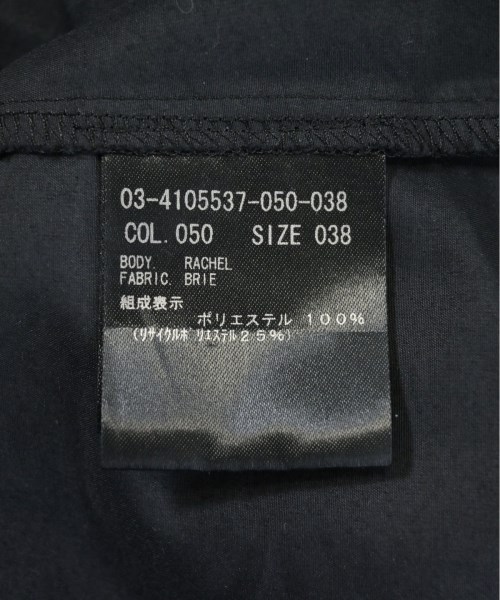 03-4105537-050-038
COL. 050 SIZE 038
BODY. RACHEL
FABRIC. BRIE
組成表示
ポリエステル 100%
(ﾘｻｲｸﾙﾎﾟﾘｴｽﾃﾙ25%)